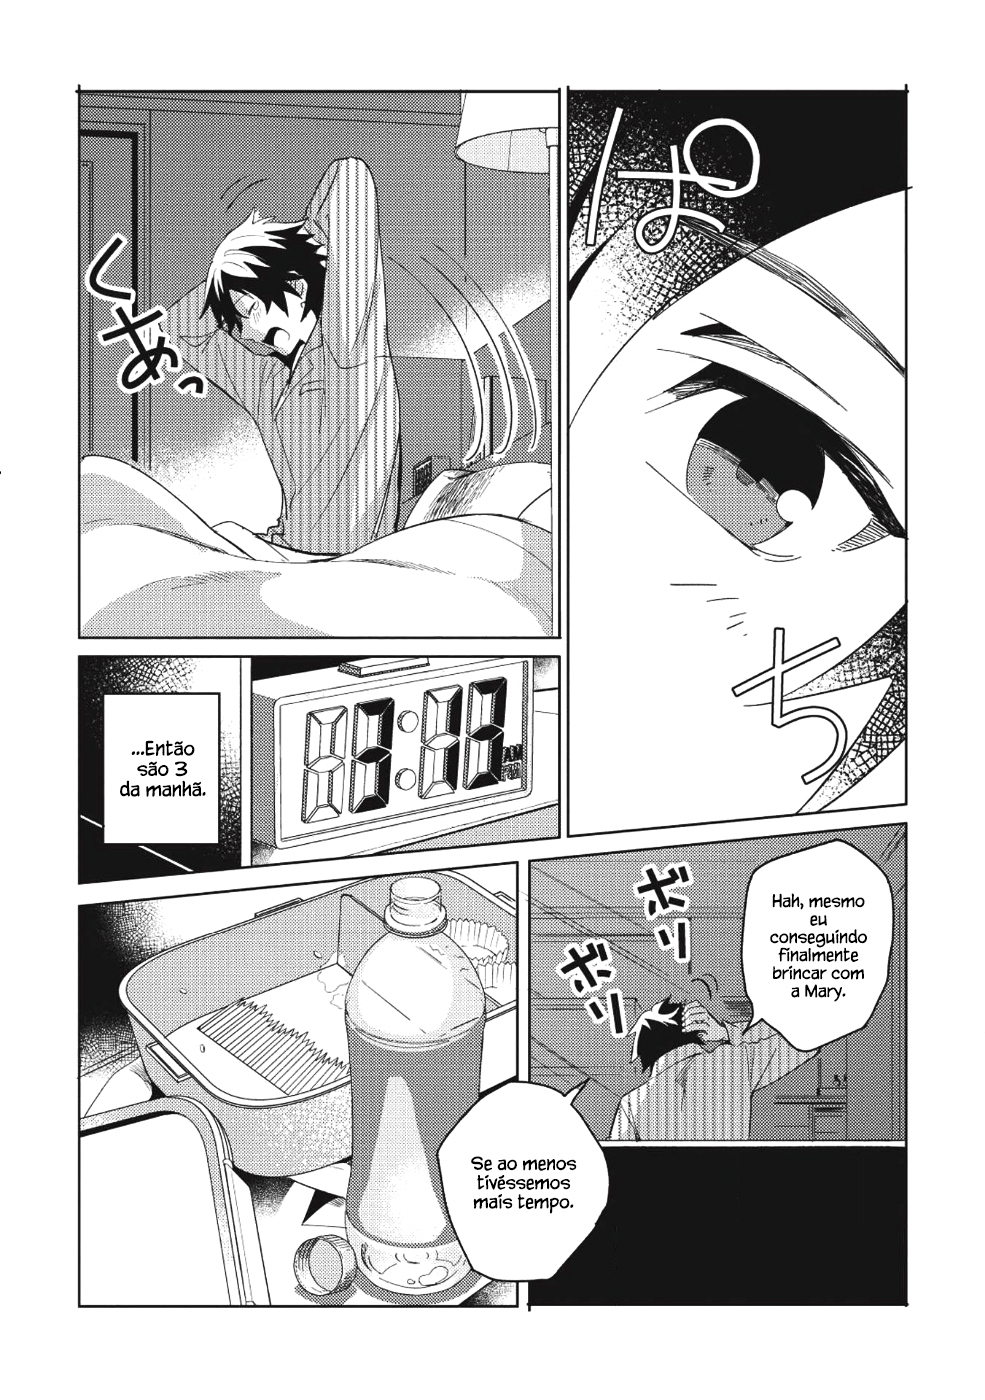 ぱ
ち
くぁっ
...Então
são 3
da manhã.
ボリ
ボリ
Hah, mesmo
eu
conseguindo
finalmente
brincar com
a Mary.
Se ao menos
tivéssemos
mais tempo.